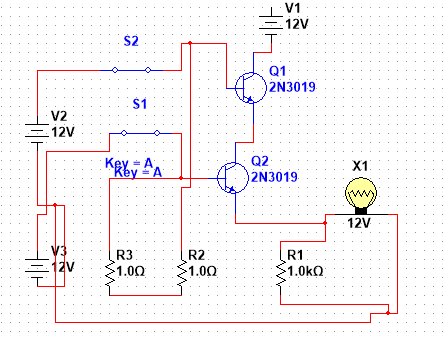 V1
12V
S2
Q1
2N3019
S1
V2
12V
Key = A
Key = A
Q2
2N3019
X1
12V
V3
12V
R3
1.0Ω
R2
1.0Ω
R1
1.0kΩ